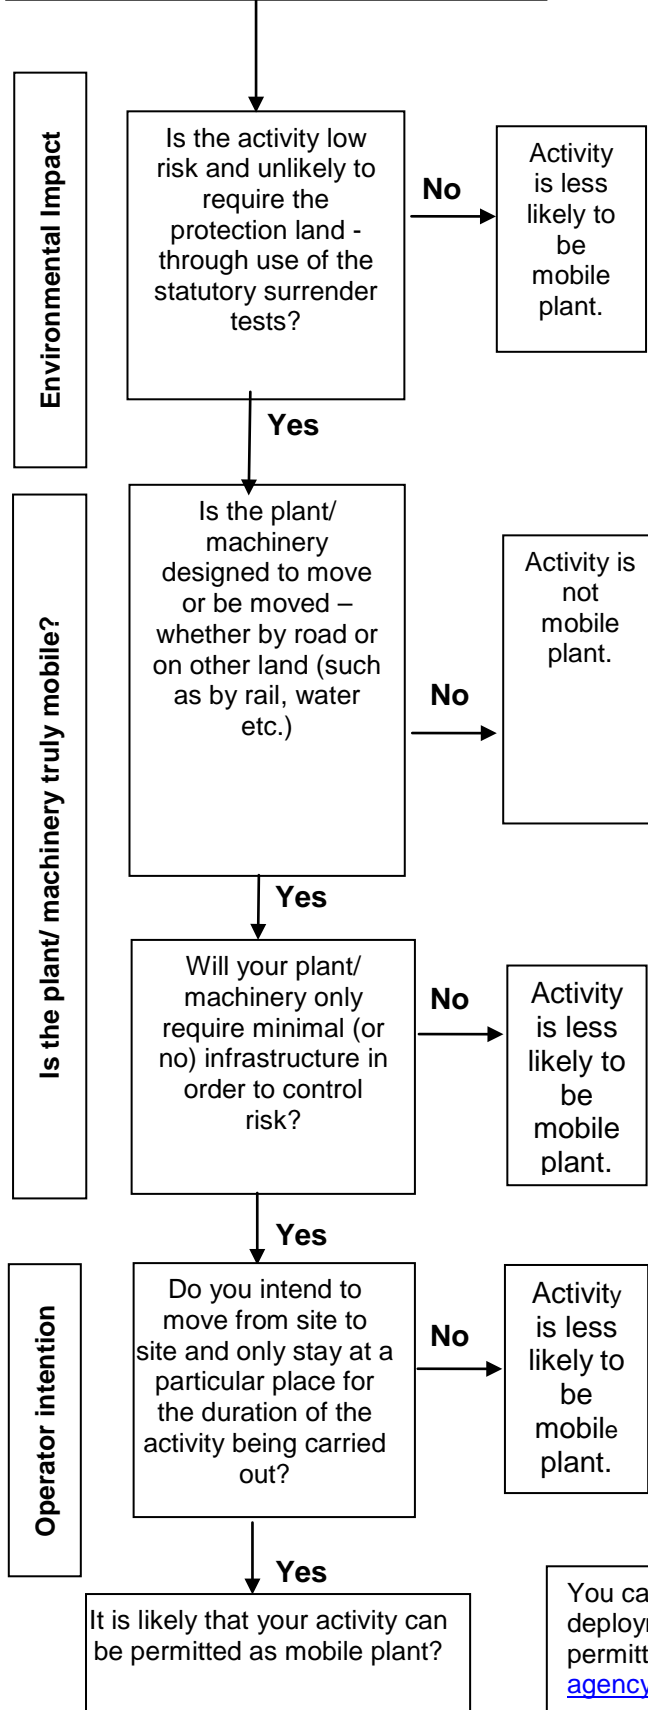 Environmental Impact
Is the activity low
risk and unlikely to
require the
protection land -
through use of the
statutory surrender
tests?
No
Activity
is less
likely to
be
mobile
plant.
Yes
Is the plant/ machinery truly mobile?
Is the plant/
machinery
designed to move
or be moved –
whether by road or
on other land (such
as by rail, water
etc.)
No
Activity is
not
mobile
plant.
Yes
Will your plant/
machinery only
require minimal (or
no) infrastructure in
order to control
risk?
No
Activity
is less
likely to
be
mobile
plant.
Yes
Operator intention
Do you intend to
move from site to
site and only stay at a
particular place for
the duration of the
activity being carried
out?
No
Activity
is less
likely to
be
mobile
plant.
Yes
It is likely that your activity can
be permitted as mobile plant?
You ca
deploym
permitt
agency